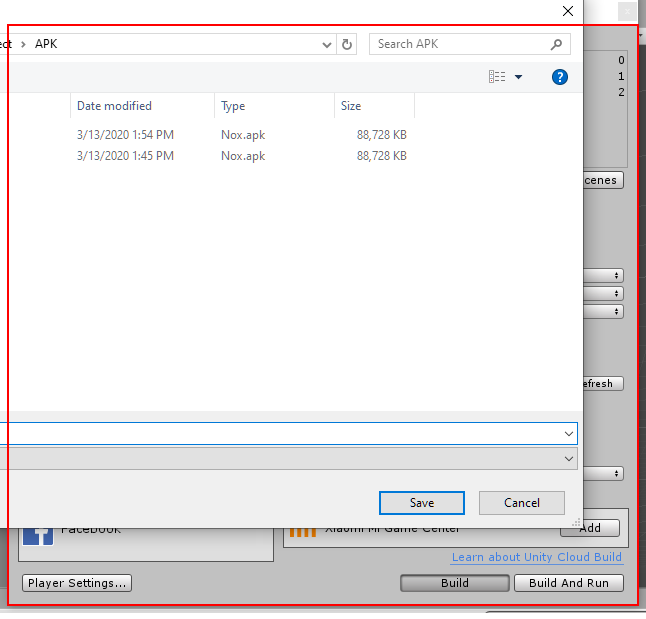 ect > APK
Search APK
?
Date modified Type Size
3/13/2020 1:54 PM Nox.apk 88,728 KB
3/13/2020 1:45 PM Nox.apk 88,728 KB
Save Cancel
0
1
2
cenes
efresh
Facebook
Xiaomi Mi Game Center
Add
Learn about Unity Cloud Build
Player Settings... Build Build And Run